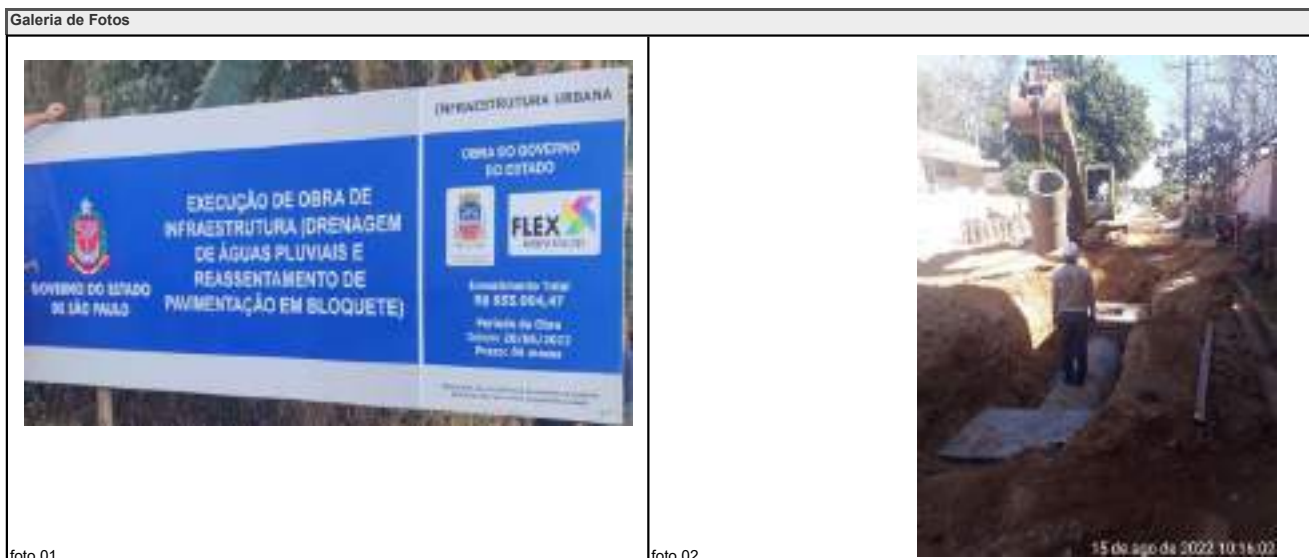 Galeria de Fotos
INFRAESTRUTURA URBANA
OBRA DO GOVERNO
DO ESTADO
EXECUÇÃO DE OBRA DE
INFRAESTRUTURA (DRENAGEM
DE ÁGUAS PLUVIAIS E
REASSENTAMENTO DE
PAVIMENTAÇÃO EM BLOQUETE)
GOVERNO DO ESTADO
DE SÃO PAULO
FLEX
Investimento Total
Período da Obra
15 de ago de 2022 10:16:02
foto 01
foto 02